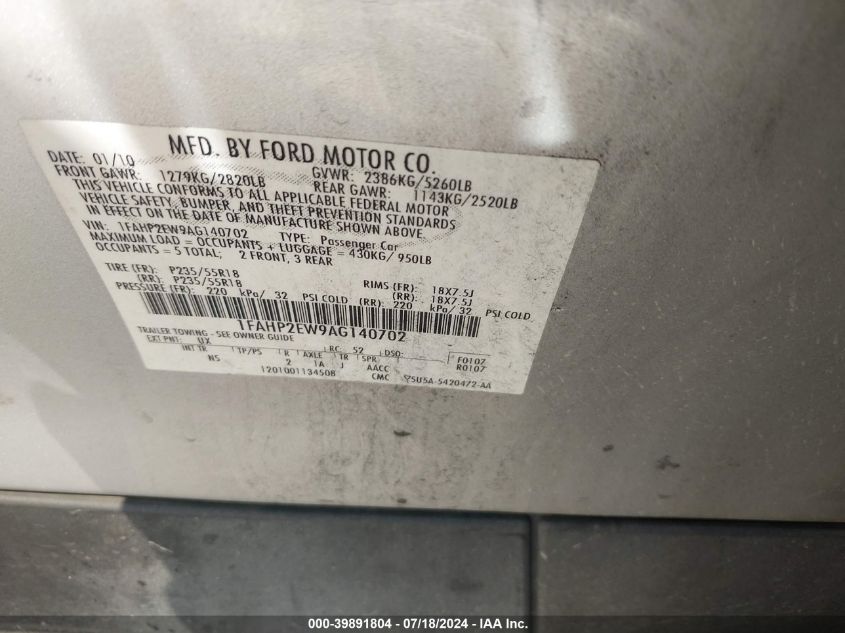 MFD. BY FORD MOTOR CO.
DATE: 01/10 GVWR: 2386KG/5260LB
FRONT GAWR: 1279KG/2820LB REAR GAWR: 1143KG/2520LB
THIS VEHICLE CONFORMS TO ALL APPLICABLE FEDERAL MOTOR
VEHICLE SAFETY, BUMPER, AND THEFT PREVENTION STANDARDS
IN EFFECT ON THE DATE OF MANUFACTURE SHOWN ABOVE.
VIN: 1FAHP2EW9AG140702 TYPE: Passenger Car
MAXIMUM LOAD = OCCUPANTS + LUGGAGE = 430KG/950LB
OCCUPANTS = 5 TOTAL; 2 FRONT, 3 REAR
TIRE (FR): P235/55R18 RIMS (FR): 18X7.5J
(RR): P235/55R18 (RR): 18X7.5J
PRESSURE (FR): 220 kPa/ 32 PSI COLD (RR): 220 kPa/ 32 PSI COLD
1FAHP2EW9AG140702
TRAILER TOWING - SEE OWNER GUIDE
EXT PNT: UX RC: 52 DSO: F0107
INT TR TP/PS R AXLE TR SPR R0107
NS 2 IA J AACC
1201001134508 CMC 5U5A-5420472-AA
000-39891804 / 07/18/2024 - IAA Inc.